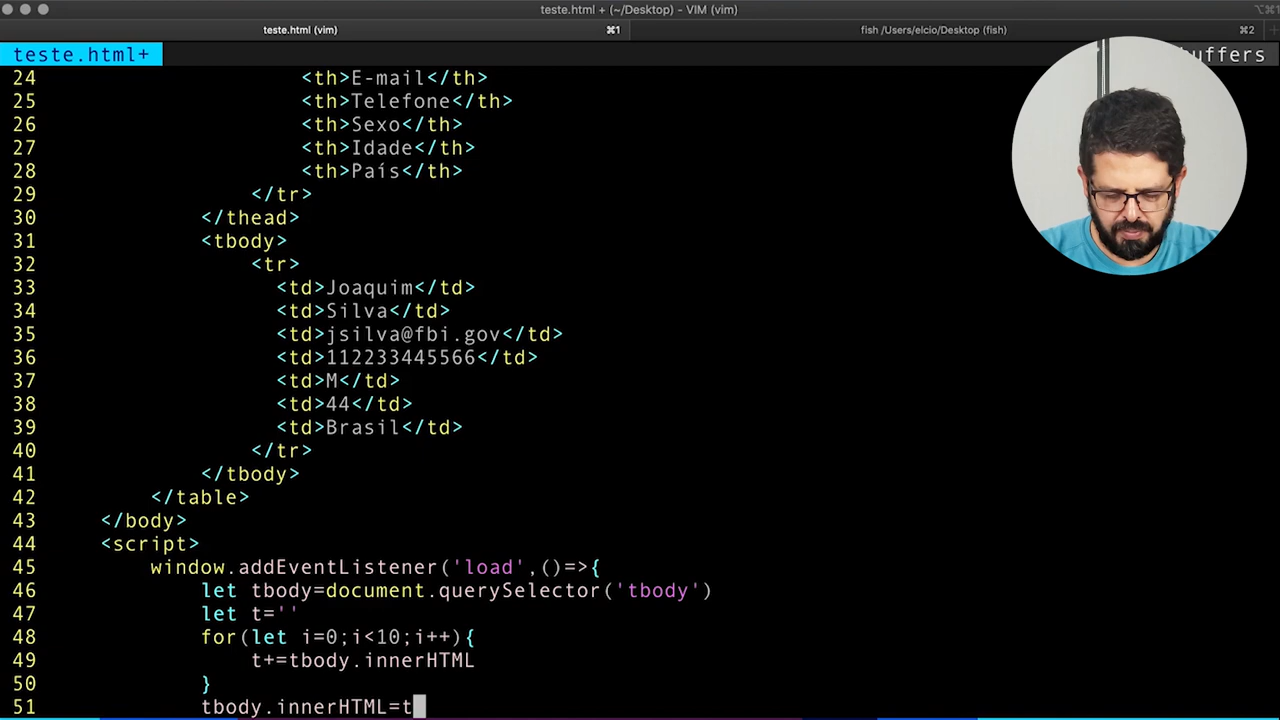 teste.html + (~/Desktop) - VIM (vim)
⌥⌘1
teste.html (vim) ⌘1 fish /Users/elcio/Desktop (fish) ⌘2 +
teste.html+ buffers
24 <th>E-mail</th>
25 <th>Telefone</th>
26 <th>Sexo</th>
27 <th>Idade</th>
28 <th>País</th>
29 </tr>
30 </thead>
31 <tbody>
32 <tr>
33 <td>Joaquim</td>
34 <td>Silva</td>
35 <td>jsilva@fbi.gov</td>
36 <td>112233445566</td>
37 <td>M</td>
38 <td>44</td>
39 <td>Brasil</td>
40 </tr>
41 </tbody>
42 </table>
43 </body>
44 <script>
45 window.addEventListener('load',()=>{
46 let tbody=document.querySelector('tbody')
47 let t=''
48 for(let i=0;i<10;i++){
49 t+=tbody.innerHTML
50 }
51 tbody.innerHTML=t